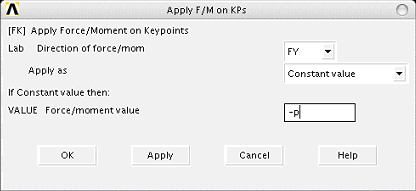 Apply F/M on KPs
[FK] Apply Force/Moment on Keypoints
Lab Direction of force/mom FY
Apply as Constant value
If Constant value then:
VALUE Force/moment value -p
OK Apply Cancel Help